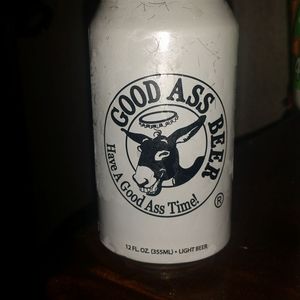 GOOD ASS BEER
Have A Good Ass Time!
®
12 FL. OZ. (355ML) • LIGHT BEER